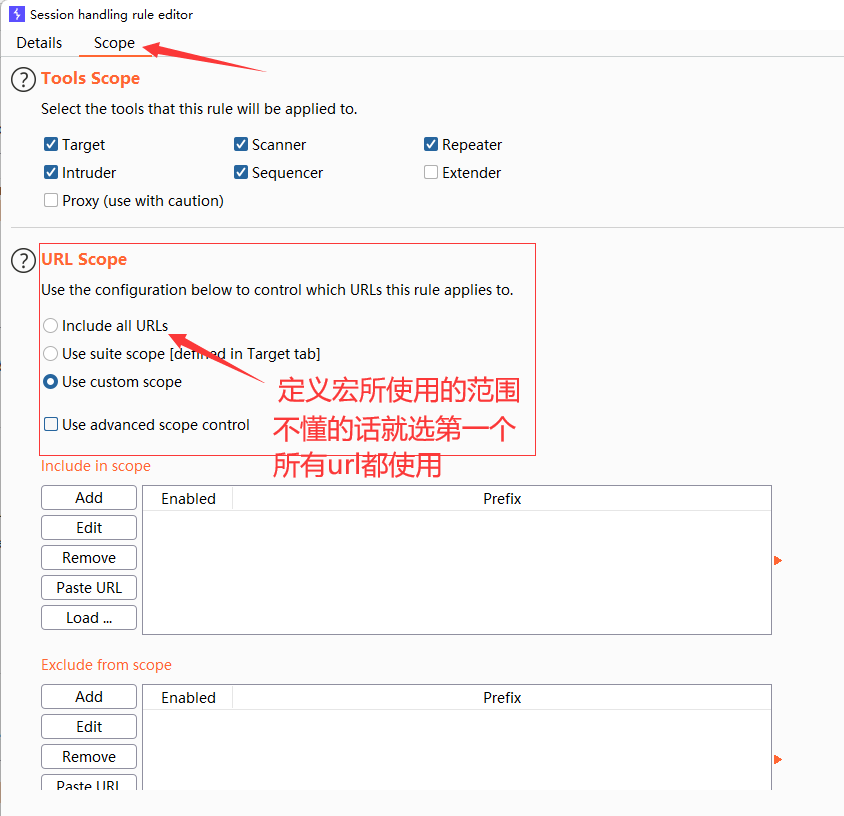 Session handling rule editor
Details Scope
? Tools Scope
Select the tools that this rule will be applied to.
Target Scanner Repeater
Intruder Sequencer Extender
Proxy (use with caution)
? URL Scope
Use the configuration below to control which URLs this rule applies to.
Include all URLs
Use suite scope [defined in Target tab]
Use custom scope
定义宏所使用的范围
Use advanced scope control
不懂的话就选第一个
所有url都使用
Include in scope
Add Enabled Prefix
Edit
Remove
Paste URL
Load ...
Exclude from scope
Add Enabled Prefix
Edit
Remove
Paste URL